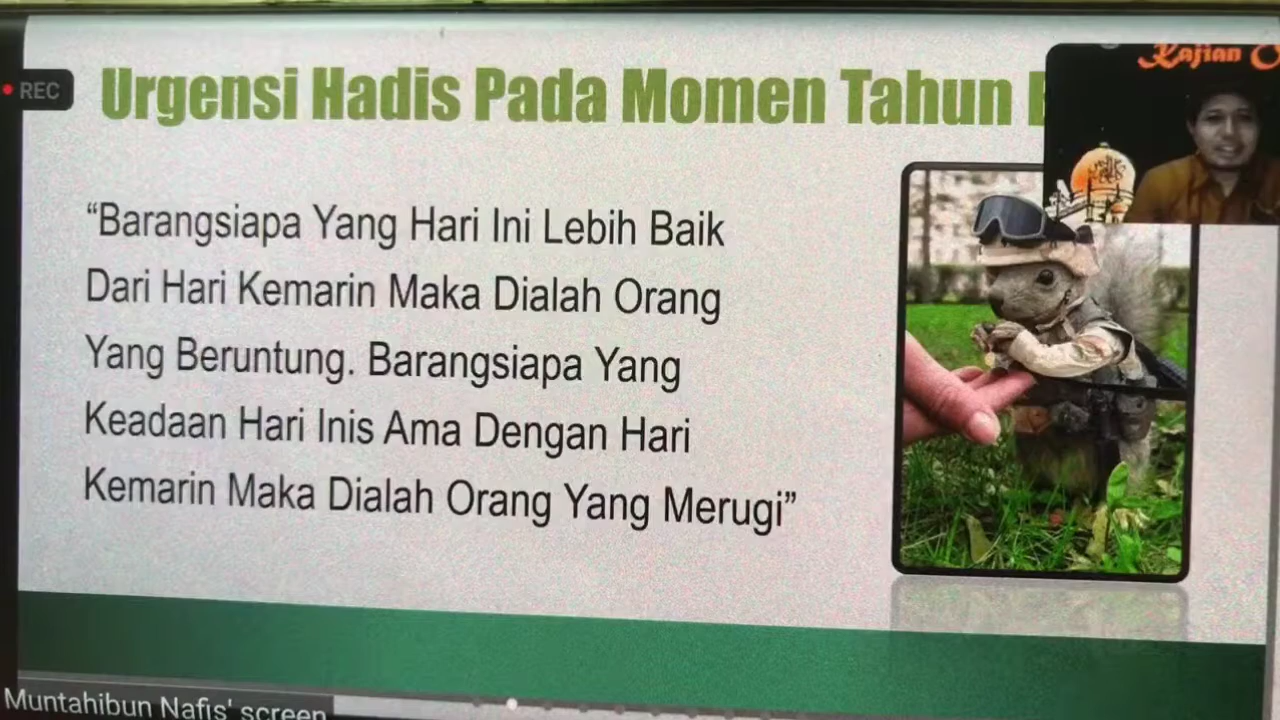 REC
Urgensi Hadis Pada Momen Tahun
Kajian
“Barangsiapa Yang Hari Ini Lebih Baik
Dari Hari Kemarin Maka Dialah Orang
Yang Beruntung. Barangsiapa Yang
Keadaan Hari Inis Ama Dengan Hari
Kemarin Maka Dialah Orang Yang Merugi”
Muntahibun Nafis' screen